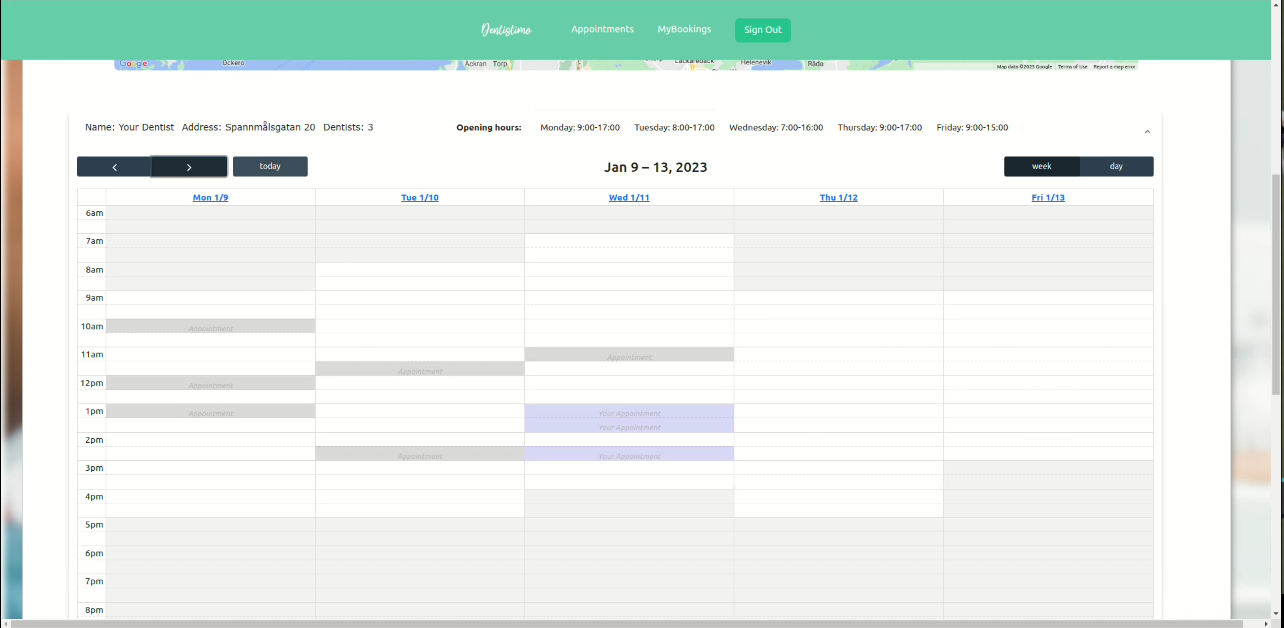 Dentistimo Appointments MyBookings Sign Out
Google Öckero Ackran Torp Lackarebäck Helenevik Råda Map data ©2023 Google Terms of Use Report a map error
Name: Your Dentist Address: Spannmålsgatan 20 Dentists: 3 Opening hours: Monday: 9:00-17:00 Tuesday: 8:00-17:00 Wednesday: 7:00-16:00 Thursday: 9:00-17:00 Friday: 9:00-15:00
today Jan 9 – 13, 2023 week day
Mon 1/9 Tue 1/10 Wed 1/11 Thu 1/12 Fri 1/13
6am
7am
8am
9am
10am Appointment
11am Appointment
Appointment
12pm Appointment
1pm Appointment Your Appointment
Your Appointment
2pm
Appointment Your Appointment
3pm
4pm
5pm
6pm
7pm
8pm